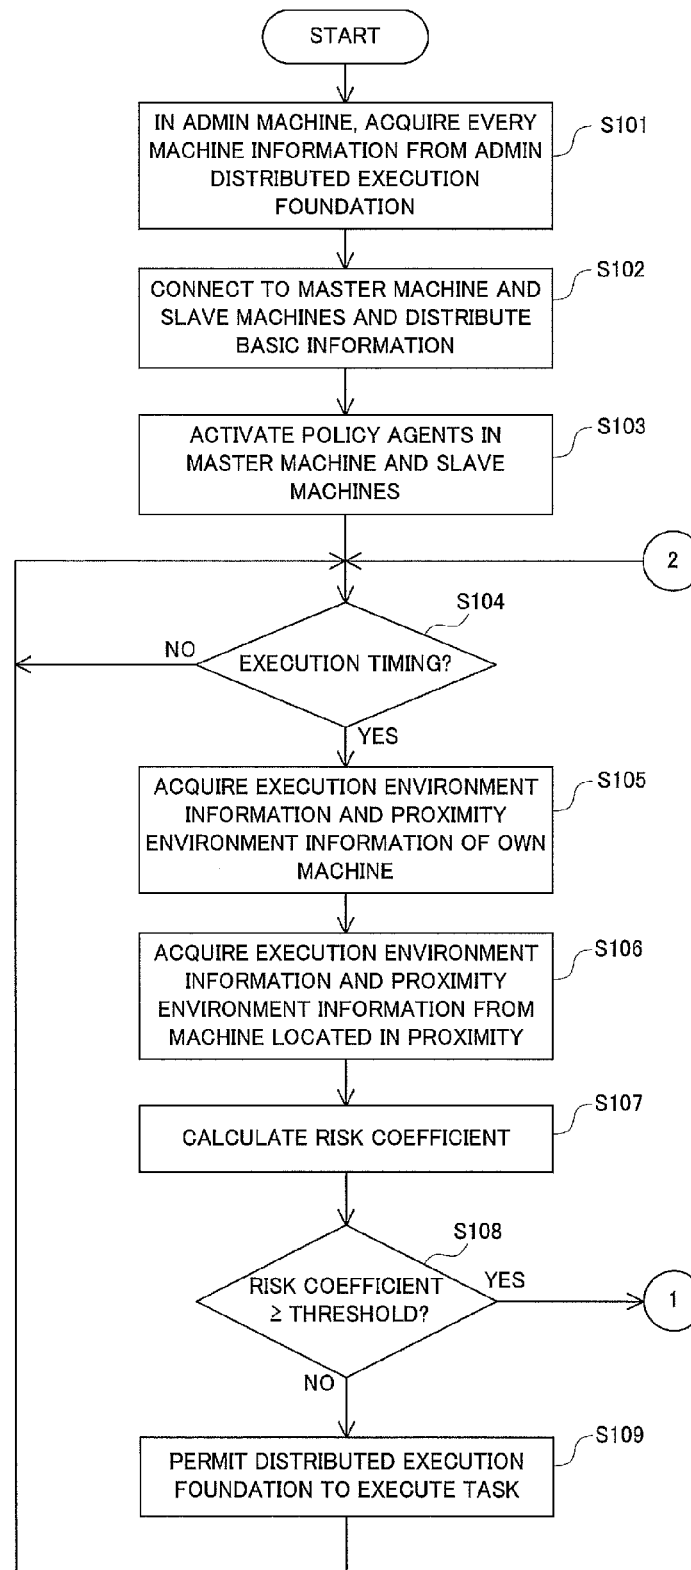 START
IN ADMIN MACHINE, ACQUIRE EVERY
MACHINE INFORMATION FROM ADMIN
DISTRIBUTED EXECUTION
FOUNDATION
S101
CONNECT TO MASTER MACHINE AND
SLAVE MACHINES AND DISTRIBUTE
BASIC INFORMATION
S102
ACTIVATE POLICY AGENTS IN
MASTER MACHINE AND SLAVE
MACHINES
S103
2
S104
EXECUTION TIMING?
NO
YES
ACQUIRE EXECUTION ENVIRONMENT
INFORMATION AND PROXIMITY
ENVIRONMENT INFORMATION OF OWN
MACHINE
S105
ACQUIRE EXECUTION ENVIRONMENT
INFORMATION AND PROXIMITY
ENVIRONMENT INFORMATION FROM
MACHINE LOCATED IN PROXIMITY
S106
CALCULATE RISK COEFFICIENT
S107
S108
RISK COEFFICIENT
≥ THRESHOLD?
YES
1
NO
PERMIT DISTRIBUTED EXECUTION
FOUNDATION TO EXECUTE TASK
S109